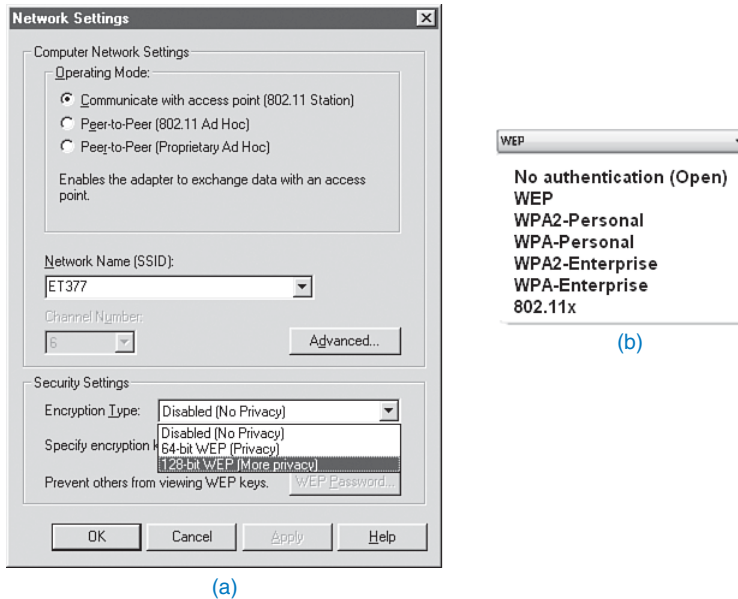 Network Settings
Computer Network Settings
Operating Mode:
Communicate with access point (802.11 Station)
Peer-to-Peer (802.11 Ad Hoc)
Peer-to-Peer (Proprietary Ad Hoc)
Enables the adapter to exchange data with an access
point.
Network Name (SSID):
ET377
Channel Number:
6
Advanced...
Security Settings
Encryption Type: Disabled (No Privacy)
Disabled (No Privacy)
Specify encryption k
64-bit WEP (Privacy)
128-bit WEP (More privacy)
Prevent others from viewing WEP keys. WEP Password...
OK Cancel Apply Help
(a)
WEP
No authentication (Open)
WEP
WPA2-Personal
WPA-Personal
WPA2-Enterprise
WPA-Enterprise
802.11x
(b)